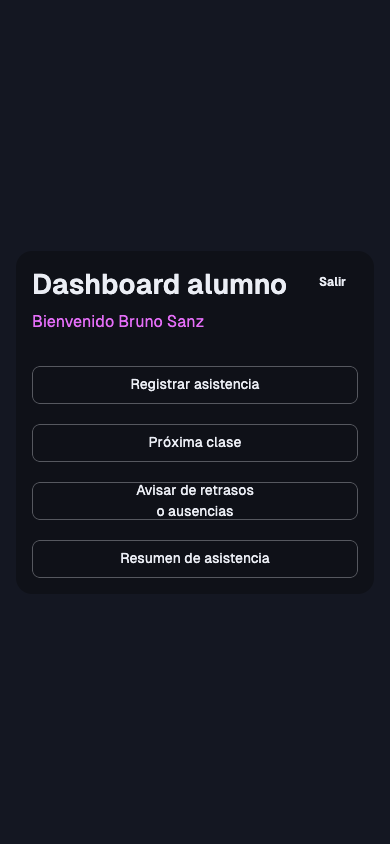 Dashboard alumno
Salir
Bienvenido Bruno Sanz
Registrar asistencia
Próxima clase
Avisar de retrasos
o ausencias
Resumen de asistencia